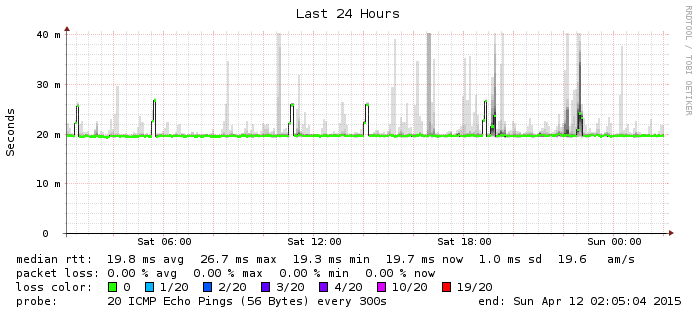 Last 24 Hours
RRDTOOL / TOBI OETIKER
40 m
30 m
20 m
10 m
0
Seconds
Sat 06:00 Sat 12:00 Sat 18:00 Sun 00:00
median rtt: 19.8 ms avg 26.7 ms max 19.3 ms min 19.7 ms now 1.0 ms sd 19.6 am/s
packet loss: 0.00 % avg 0.00 % max 0.00 % min 0.00 % now
loss color: 0 1/20 2/20 3/20 4/20 10/20 19/20
probe: 20 ICMP Echo Pings (56 Bytes) every 300s end: Sun Apr 12 02:05:04 2015